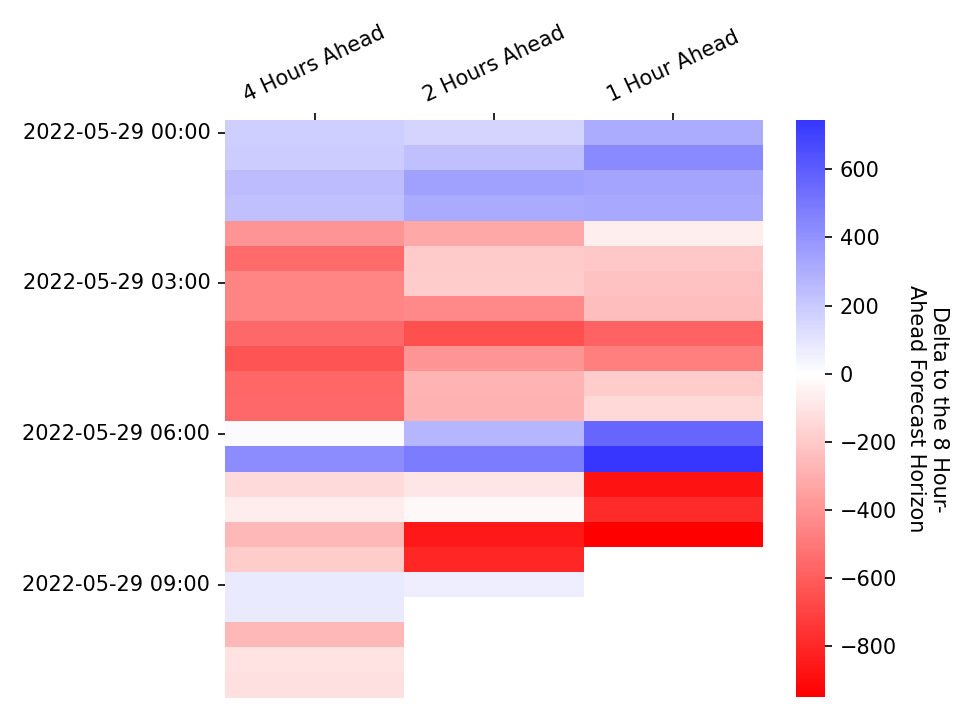 4 Hours Ahead
2 Hours Ahead
1 Hour Ahead
2022-05-29 00:00
2022-05-29 03:00
2022-05-29 06:00
2022-05-29 09:00
600
400
200
0
−200
−400
−600
−800
Delta to the 8 Hour-
Ahead Forecast Horizon